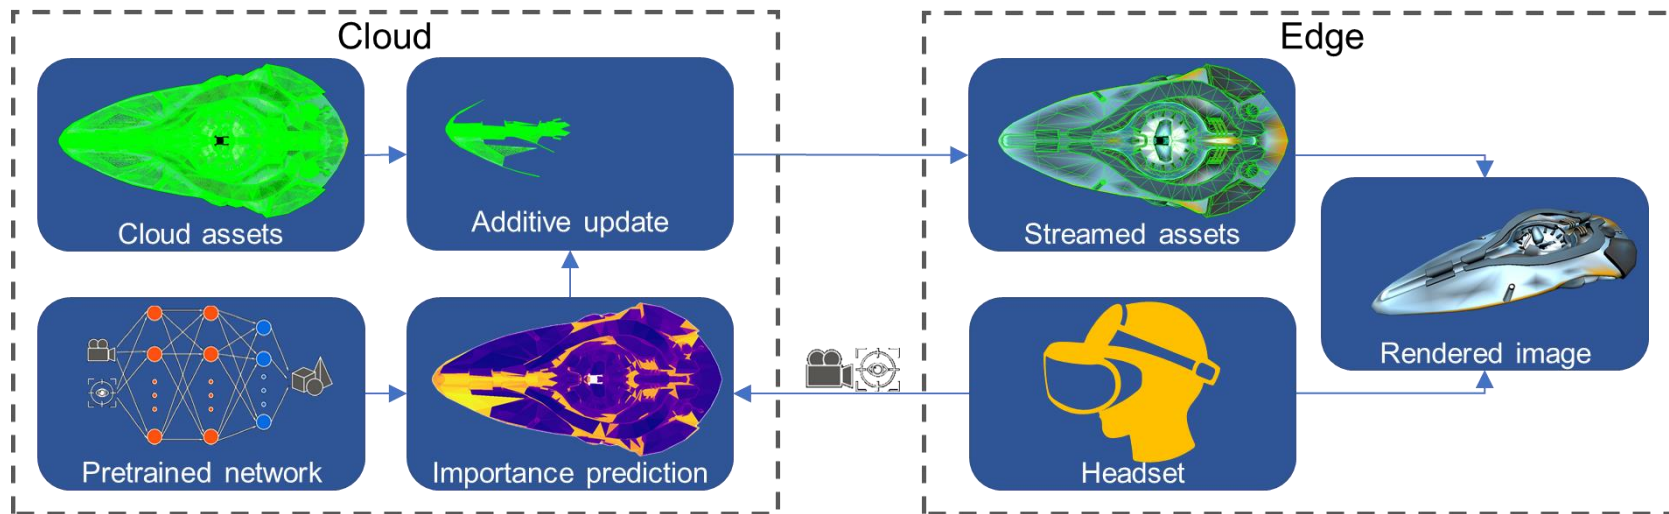 Cloud
Edge
Cloud assets
Additive update
Streamed assets
Rendered image
Pretrained network
Importance prediction
Headset